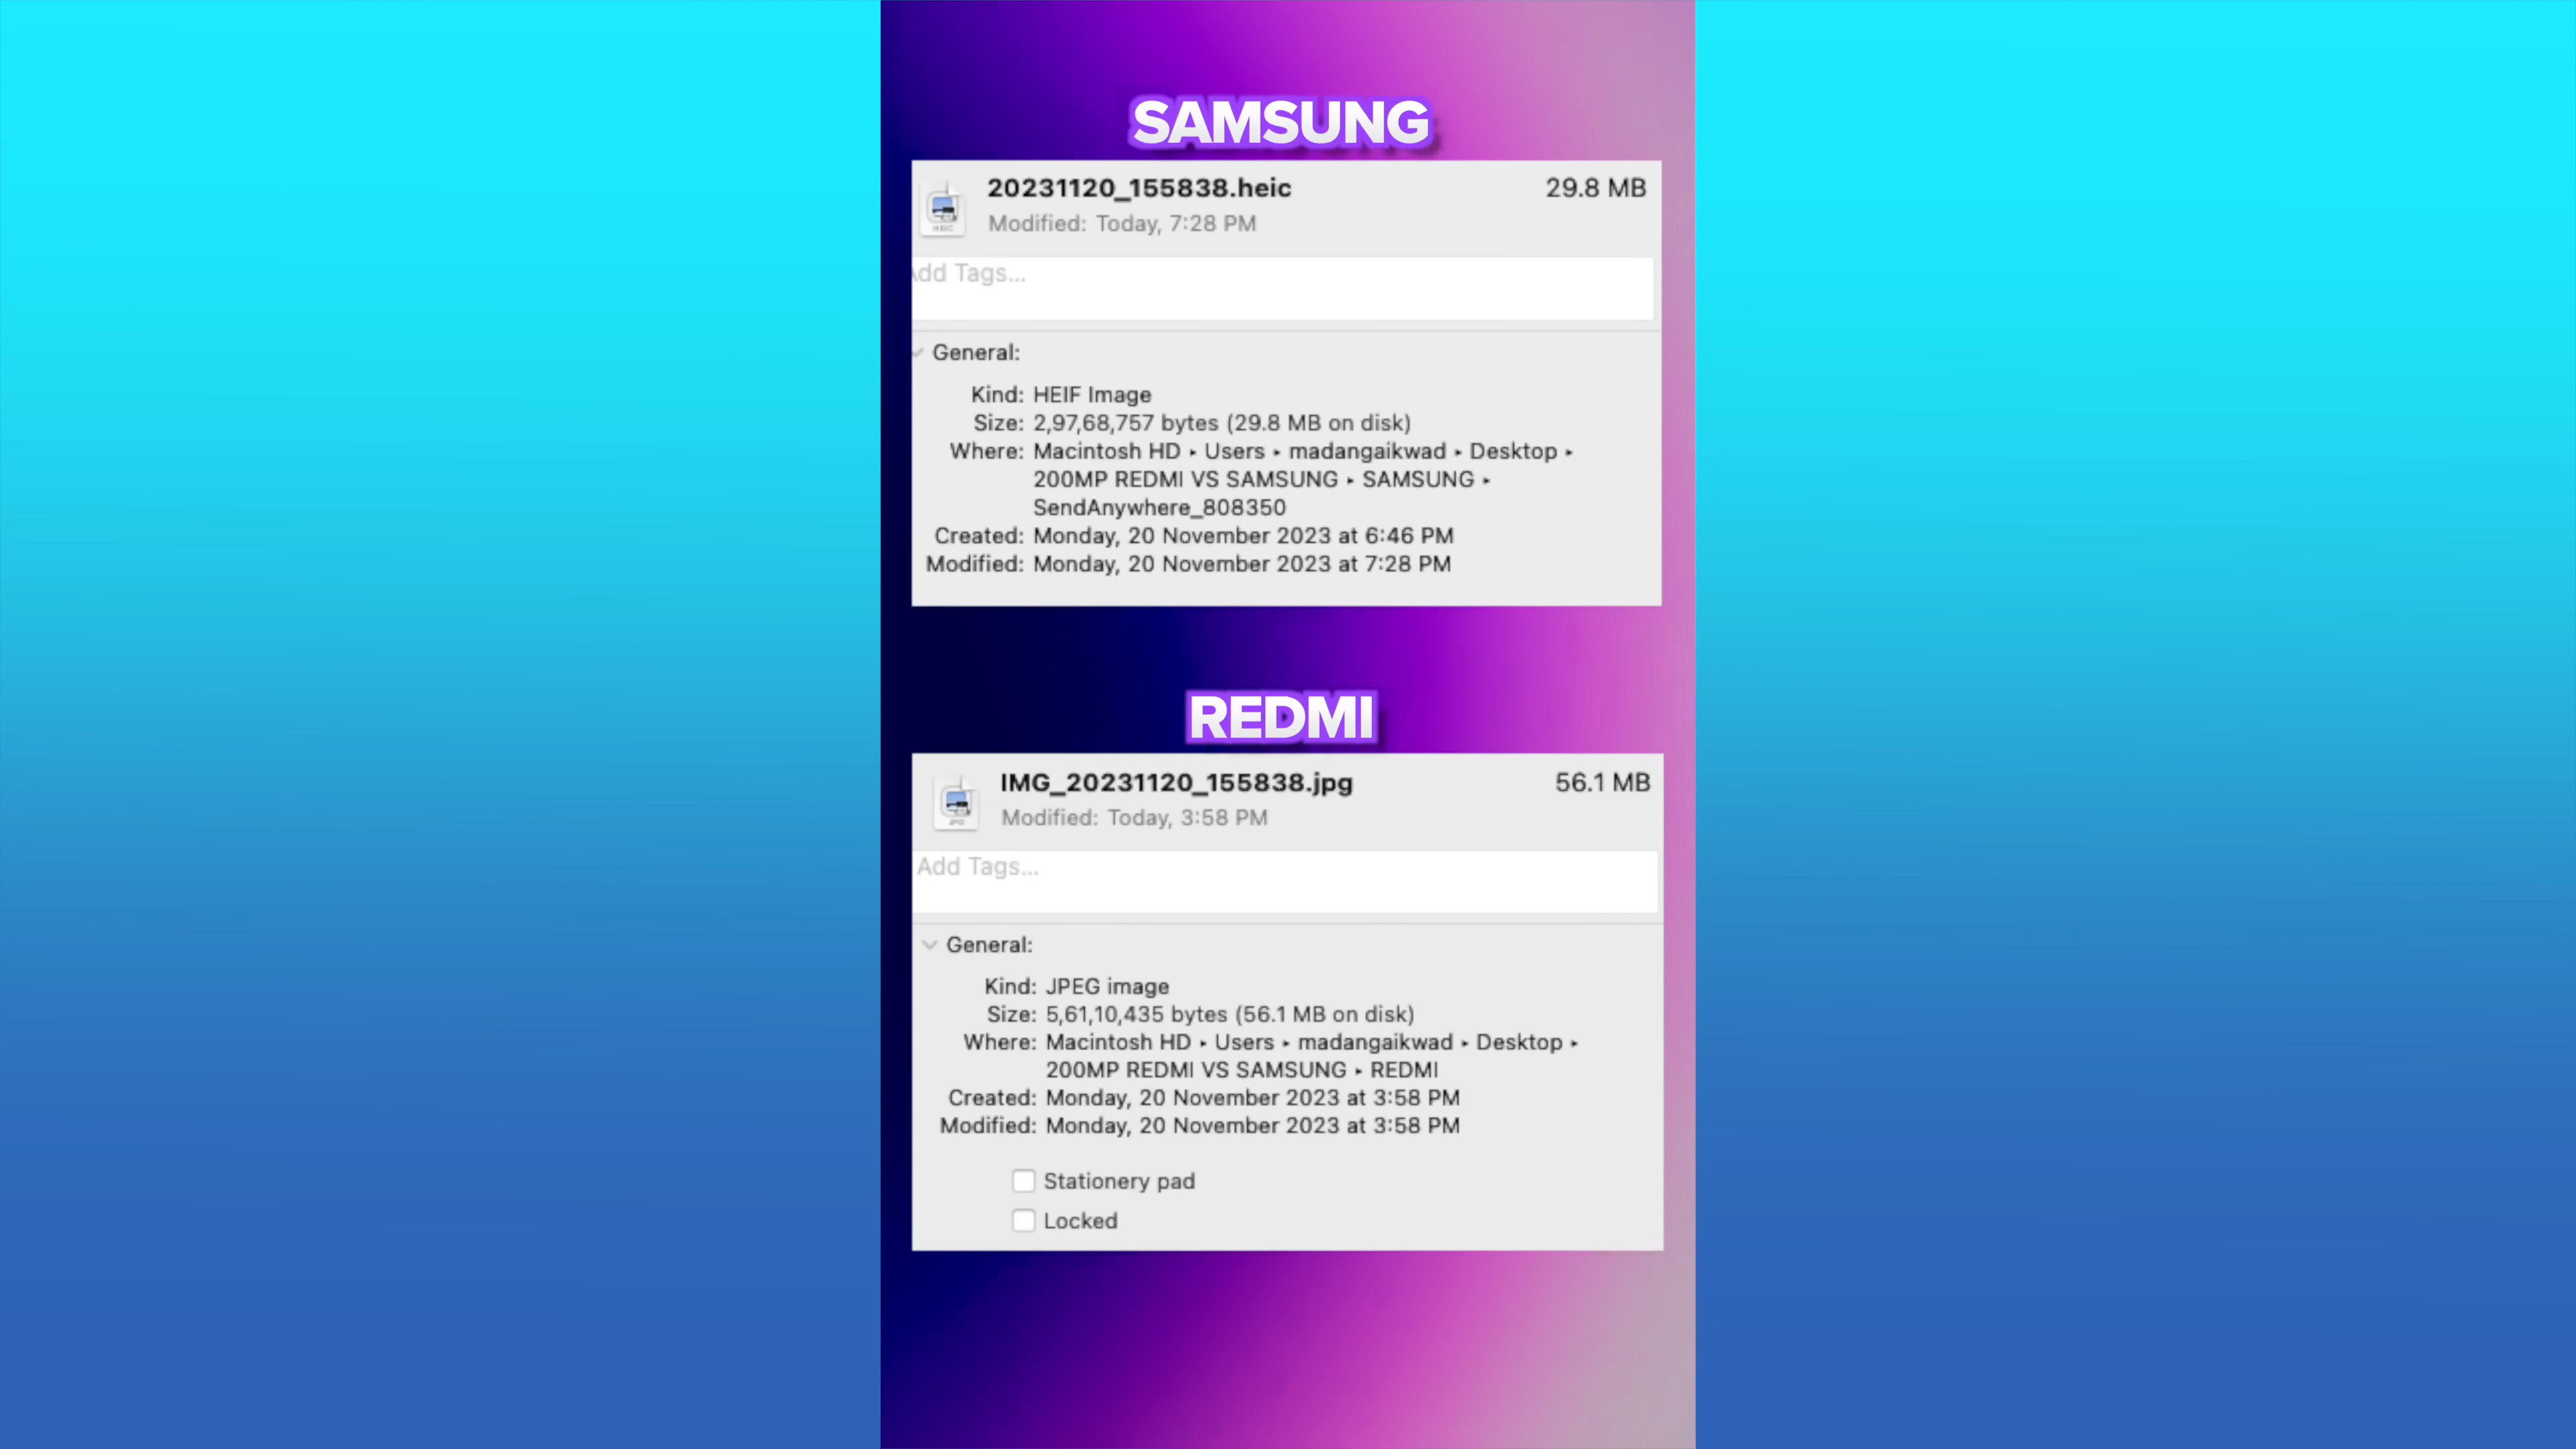 SAMSUNG
20231120_155838.heic 29.8 MB
Modified: Today, 7:28 PM
Add Tags...
General:
Kind: HEIF Image
Size: 2,97,68,757 bytes (29.8 MB on disk)
Where: Macintosh HD ▸ Users ▸ madangaikwad ▸ Desktop ▸
200MP REDMI VS SAMSUNG ▸ SAMSUNG ▸
SendAnywhere_808350
Created: Monday, 20 November 2023 at 6:46 PM
Modified: Monday, 20 November 2023 at 7:28 PM
REDMI
IMG_20231120_155838.jpg 56.1 MB
Modified: Today, 3:58 PM
Add Tags...
General:
Kind: JPEG image
Size: 5,61,10,435 bytes (56.1 MB on disk)
Where: Macintosh HD ▸ Users ▸ madangaikwad ▸ Desktop ▸
200MP REDMI VS SAMSUNG ▸ REDMI
Created: Monday, 20 November 2023 at 3:58 PM
Modified: Monday, 20 November 2023 at 3:58 PM
Stationery pad
Locked